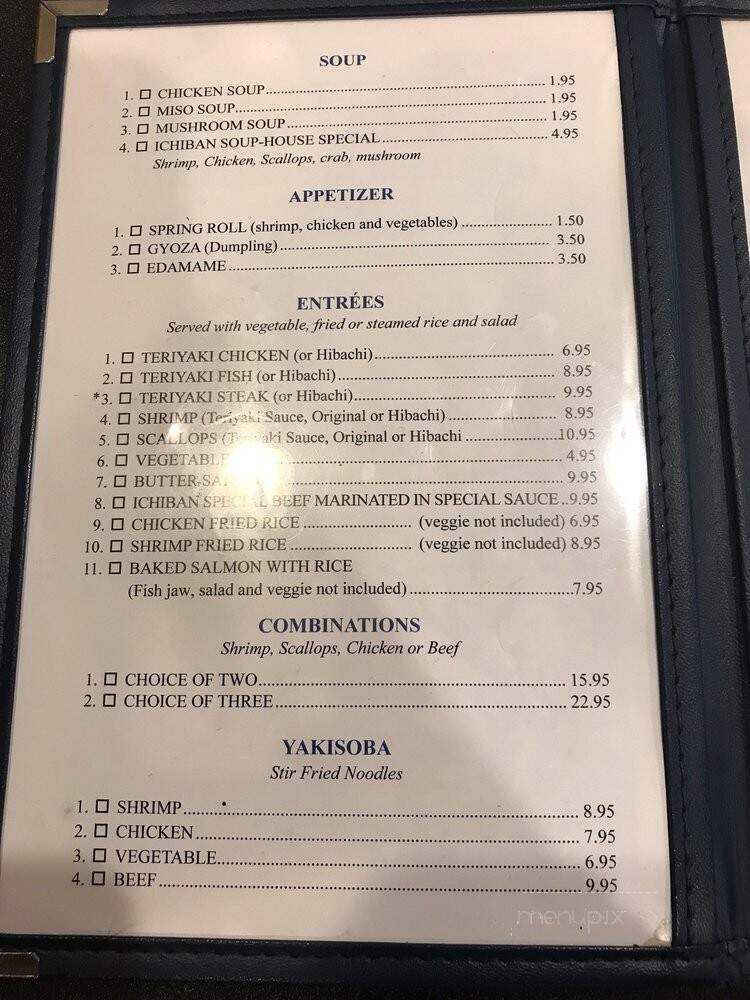 SOUP
1. ☐ CHICKEN SOUP........................................................... 1.95
2. ☐ MISO SOUP................................................................. 1.95
3. ☐ MUSHROOM SOUP..................................................... 1.95
4. ☐ ICHIBAN SOUP-HOUSE SPECIAL ................................ 4.95
Shrimp, Chicken, Scallops, crab, mushroom
APPETIZER
1. ☐ SPRING ROLL (shrimp, chicken and vegetables) ...................... 1.50
2. ☐ GYOZA (Dumpling)................................................................ 3.50
3. ☐ EDAMAME............................................................................ 3.50
ENTRÉES
Served with vegetable, fried or steamed rice and salad
1. ☐ TERIYAKI CHICKEN (or Hibachi)............................................ 6.95
2. ☐ TERIYAKI FISH (or Hibachi).................................................... 8.95
*3. ☐ TERIYAKI STEAK (or Hibachi)................................................ 9.95
4. ☐ SHRIMP (Teriyaki Sauce, Original or Hibachi) .......................... 8.95
5. ☐ SCALLOPS (Teriyaki Sauce, Original or Hibachi .......................10.95
6. ☐ ................................................................ 4.95
7. ☐ BUTTER ................................................................ 9.95
8. ☐ ICHIBAN SPECIAL BEEF MARINATED IN SPECIAL SAUCE ..9.95
9. ☐ CHICKEN FRIED RICE .......................... (veggie not included) 6.95
10. ☐ SHRIMP FRIED RICE ............................. (veggie not included) 8.95
11. ☐ BAKED SALMON WITH RICE
(Fish jaw, salad and veggie not included) .......................................7.95
COMBINATIONS
Shrimp, Scallops, Chicken or Beef
1. ☐ CHOICE OF TWO......................................................................... 15.95
2. ☐ CHOICE OF THREE..................................................................... 22.95
YAKISOBA
Stir Fried Noodles
1. ☐ SHRIMP....................................................................................... 8.95
2. ☐ CHICKEN..................................................................................... 7.95
3. ☐ VEGETABLE................................................................................ 6.95
4. ☐ BEEF............................................................................................ 9.95
menupix